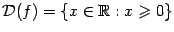 𝒟(f) = {x ∈ ℝ : x ⩾ 0}